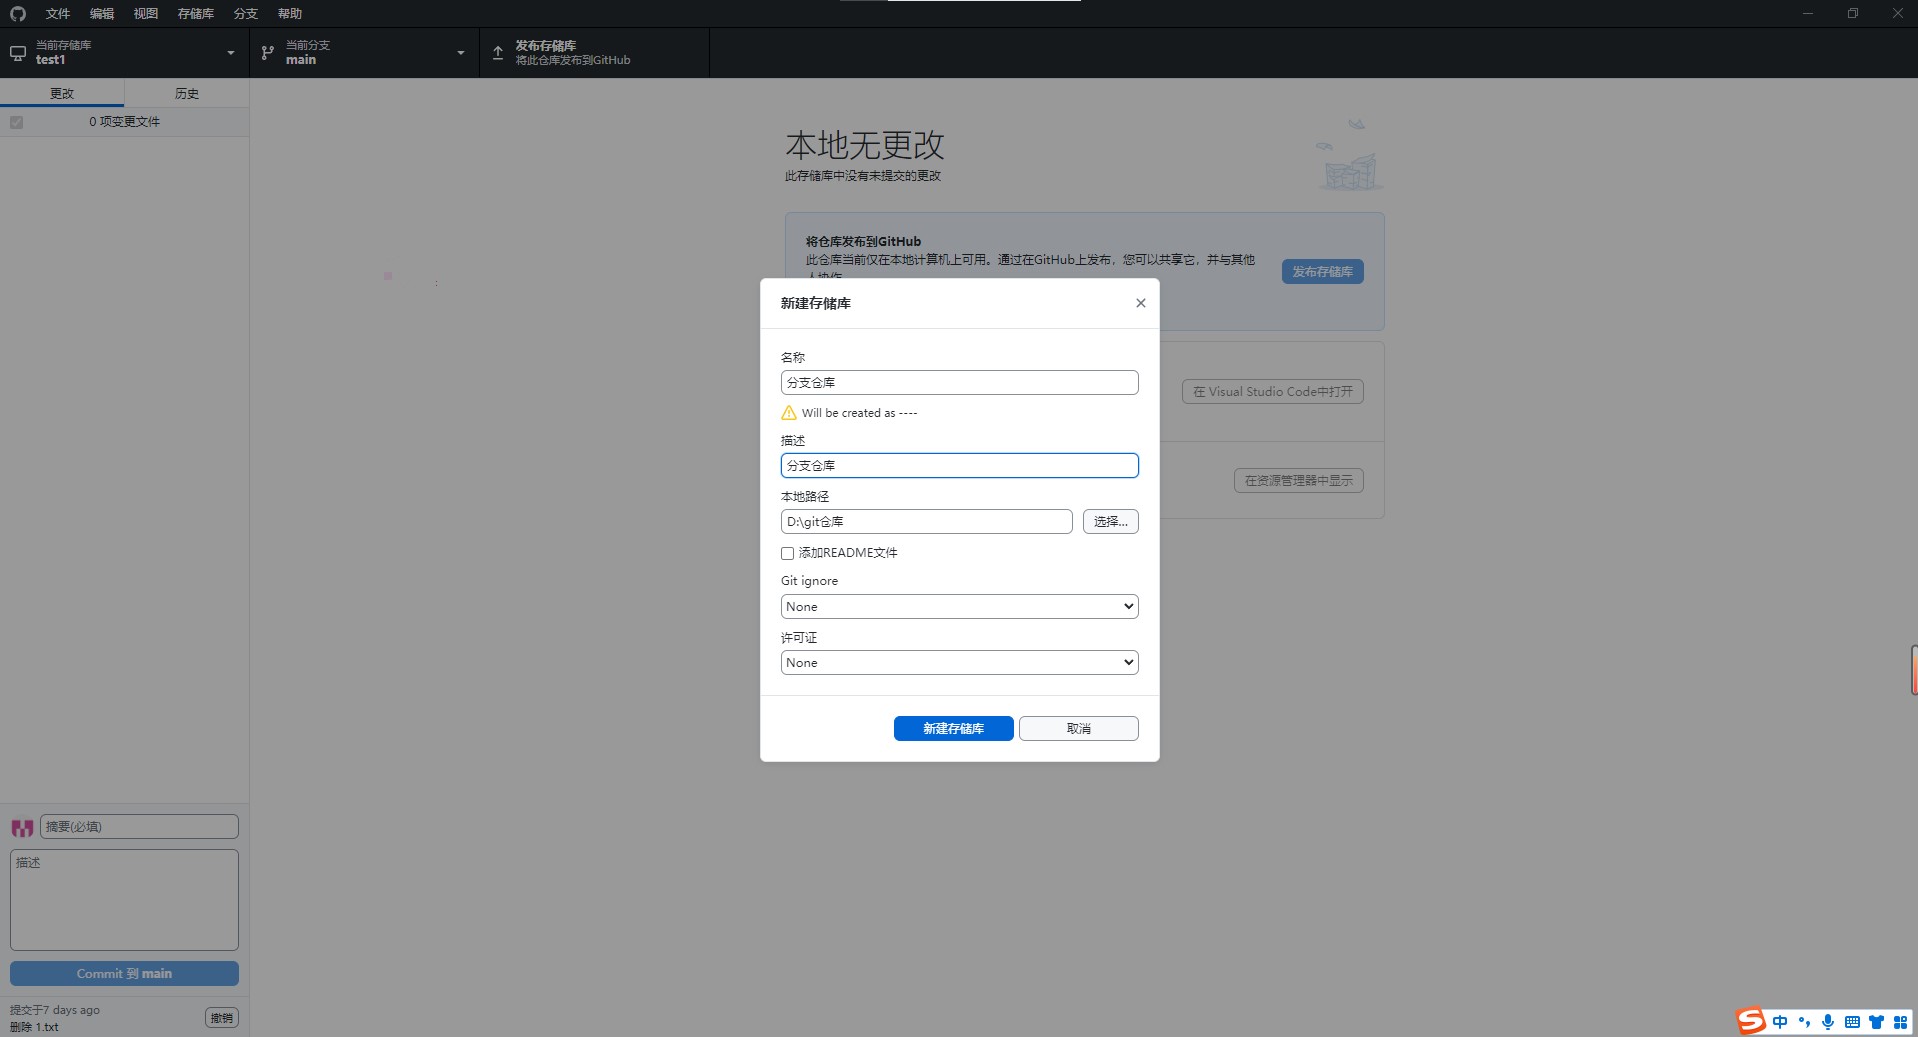 文件 编辑 视图 存储库 分支 帮助
当前存储库
test1
当前分支
main
发布存储库
将此仓库发布到GitHub
更改 历史
0 项变更文件
本地无更改
此存储库中没有未提交的更改
将仓库发布到GitHub
此仓库当前仅在本地计算机上可用。通过在GitHub上发布，您可以共享它，并与其他
人协作
发布存储库
新建存储库
名称
分支仓库
Will be created as ----
描述
分支仓库
本地路径
D:\git仓库
选择...
添加README文件
Git ignore
None
许可证
None
新建存储库 取消
在 Visual Studio Code中打开
在资源管理器中显示
摘要(必填)
描述
Commit 到 main
提交于7 days ago
删除 1.txt
撤销
S 中